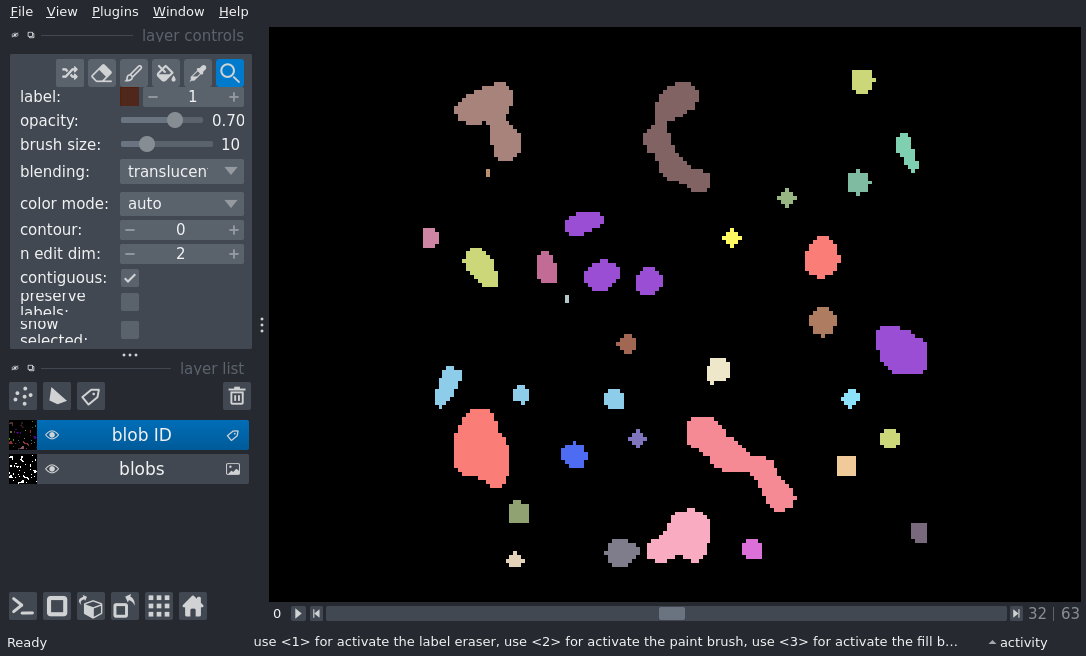 File View Plugins Window Help
layer controls
label: 1
opacity: 0.70
brush size: 10
blending: translucen
color mode: auto
contour: 0
n edit dim: 2
contiguous:
preserve
labels:
show
selected:
layer list
blob ID
blobs
0 32 63
Ready use <1> for activate the label eraser, use <2> for activate the paint brush, use <3> for activate the fill b... activity